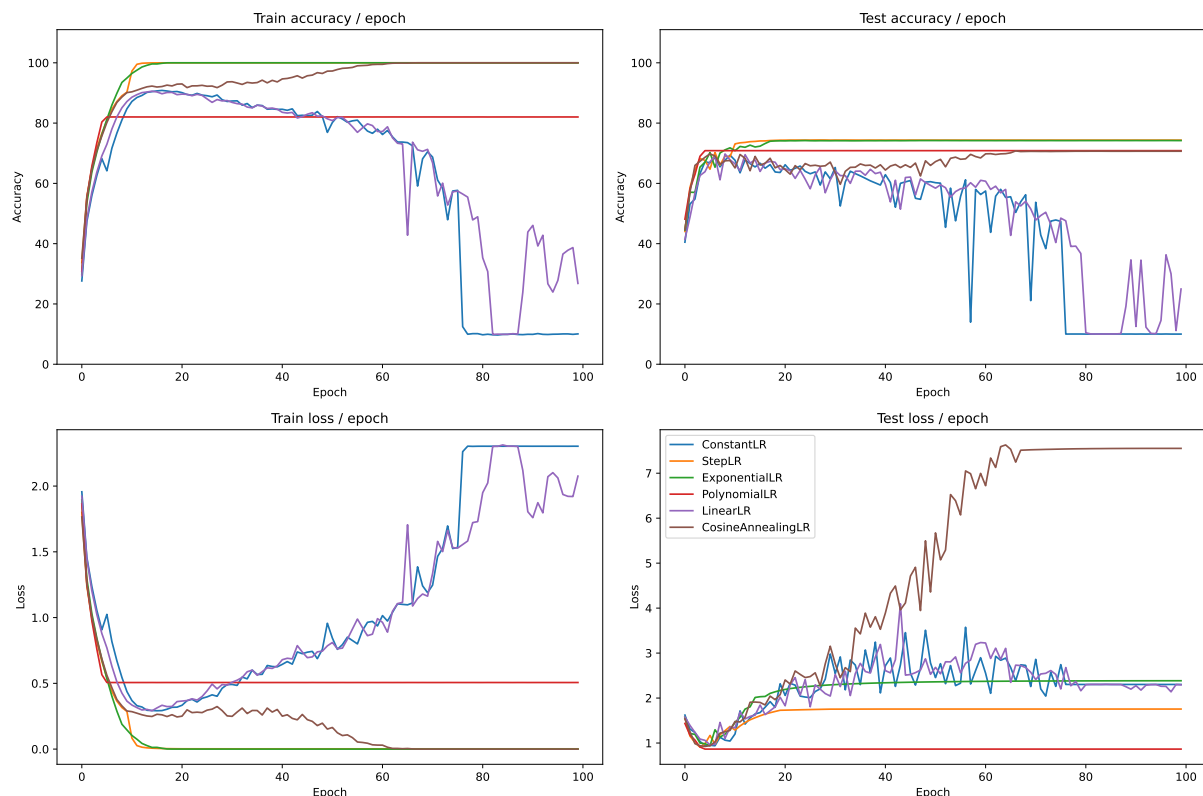 Train accuracy / epoch
Accuracy
100
80
60
40
20
0
0 20 40 60 80 100
Epoch
Test accuracy / epoch
Accuracy
100
80
60
40
20
0
0 20 40 60 80 100
Epoch
Train loss / epoch
Loss
2.0
1.5
1.0
0.5
0.0
0 20 40 60 80 100
Epoch
Test loss / epoch
Loss
7
6
5
4
3
2
1
0 20 40 60 80 100
Epoch
ConstantLR
StepLR
ExponentialLR
PolynomialLR
LinearLR
CosineAnnealingLR